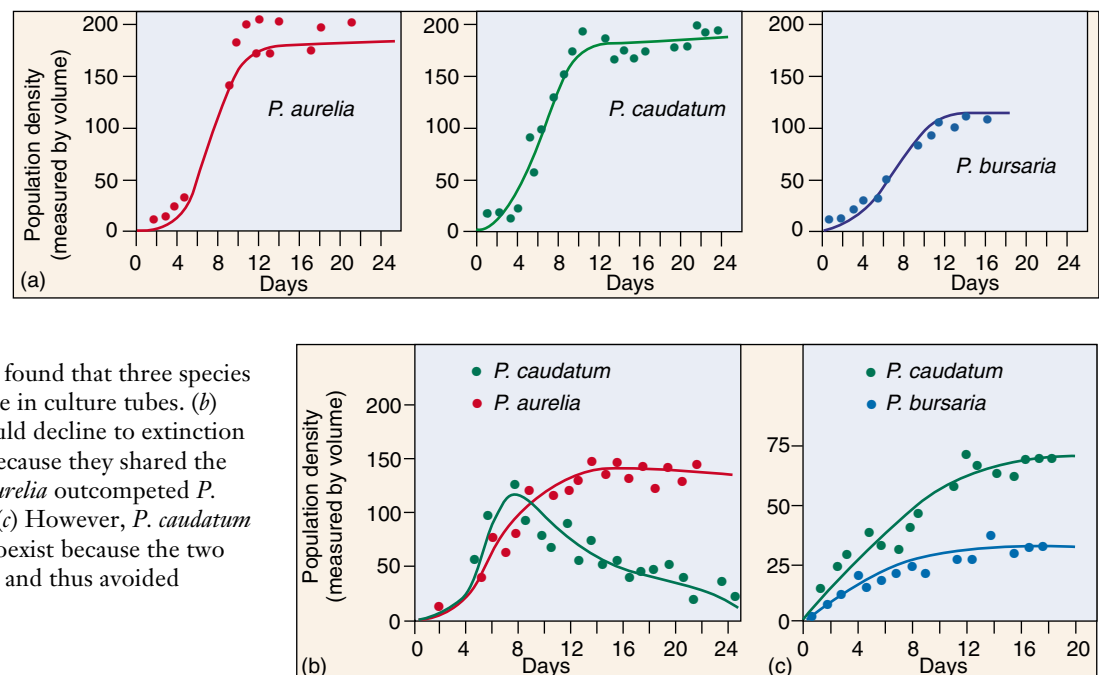 Population density
(measured by volume)
200
150
100
50
0
P. aurelia
0 4 8 12 16 20 24
Days
(a)
200
150
100
50
0
P. caudatum
0 4 8 12 16 20 24
Days
200
150
100
50
0
P. bursaria
0 4 8 12 16 20 24
Days
found that three species
e in culture tubes. (b)
uld decline to extinction
ecause they shared the
urelia outcompeted P.
(c) However, P. caudatum
oexist because the two
and thus avoided
Population density
(measured by volume)
P. caudatum
P. aurelia
200
150
100
50
0
0 4 8 12 16 20 24
Days
(b)
P. caudatum
P. bursaria
75
50
25
0
0 4 8 12 16 20
Days
(c)